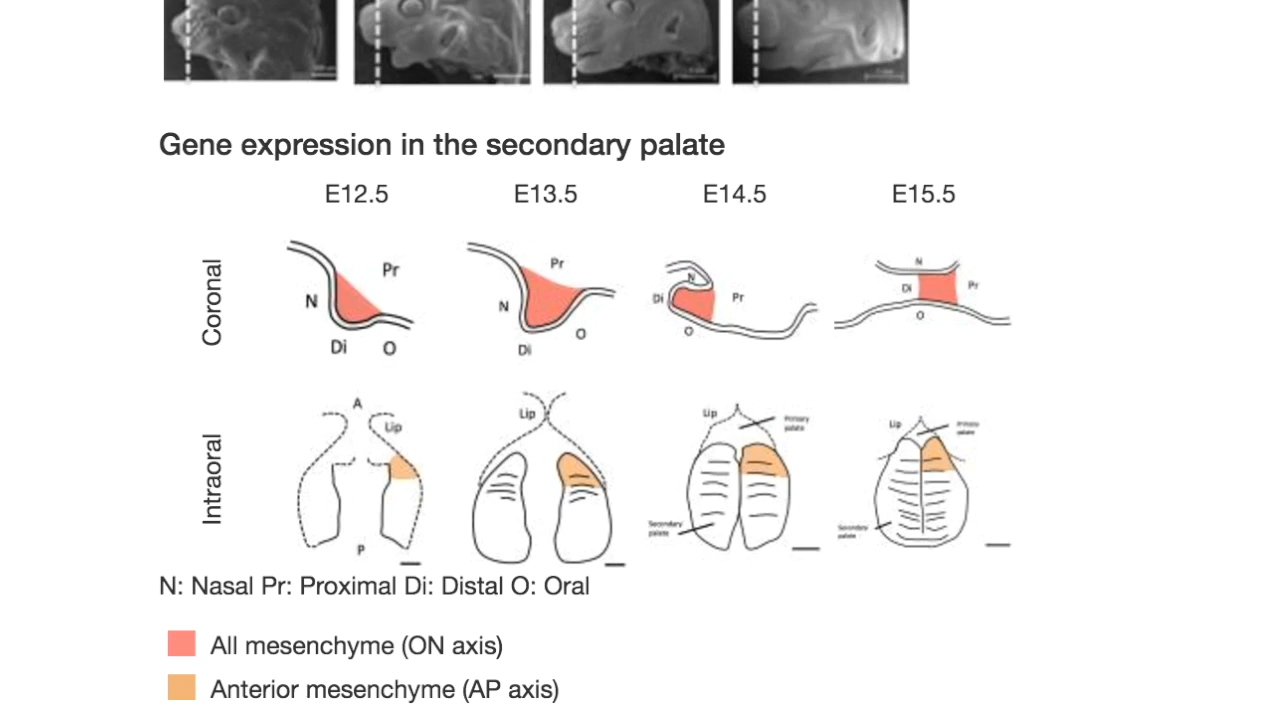 Gene expression in the secondary palate
E12.5 E13.5 E14.5 E15.5
Coronal
Pr
N
Di O
Pr
N
O
Di
N
Di Pr
O
N
Di Pr
O
Intraoral
A
Lip
P
Lip
Lip
Primary
palate
Secondary
palate
Lip
Primary
palate
Secondary
palate
N: Nasal Pr: Proximal Di: Distal O: Oral
All mesenchyme (ON axis)
Anterior mesenchyme (AP axis)